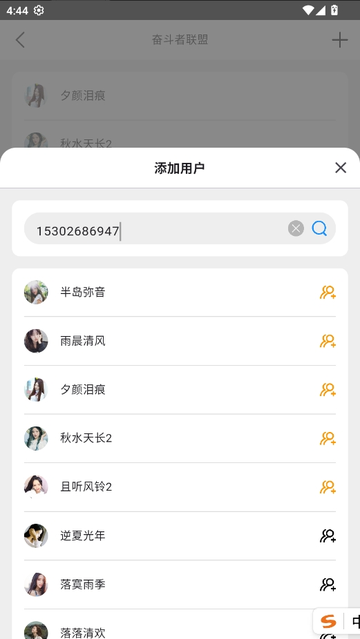 4:44
奋斗者联盟
夕颜泪痕
秋水天长2
添加用户
15302686947
半岛弥音
雨晨清风
夕颜泪痕
秋水天长2
且听风铃2
逆夏光年
落寞雨季
落落清欢